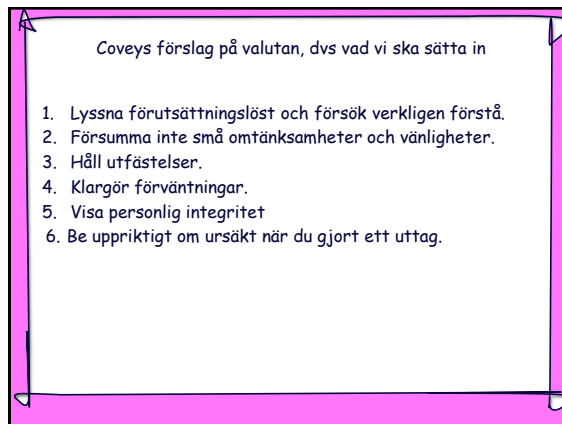 Coveys förslag på valutan, dvs vad vi ska sätta in
1. Lyssna förutsättningslöst och försök verkligen förstå.
2. Försumma inte små omtänksamheter och vänligheter.
3. Håll utfästelser.
4. Klargör förväntningar.
5. Visa personlig integritet
6. Be uppriktigt om ursäkt när du gjort ett uttag.